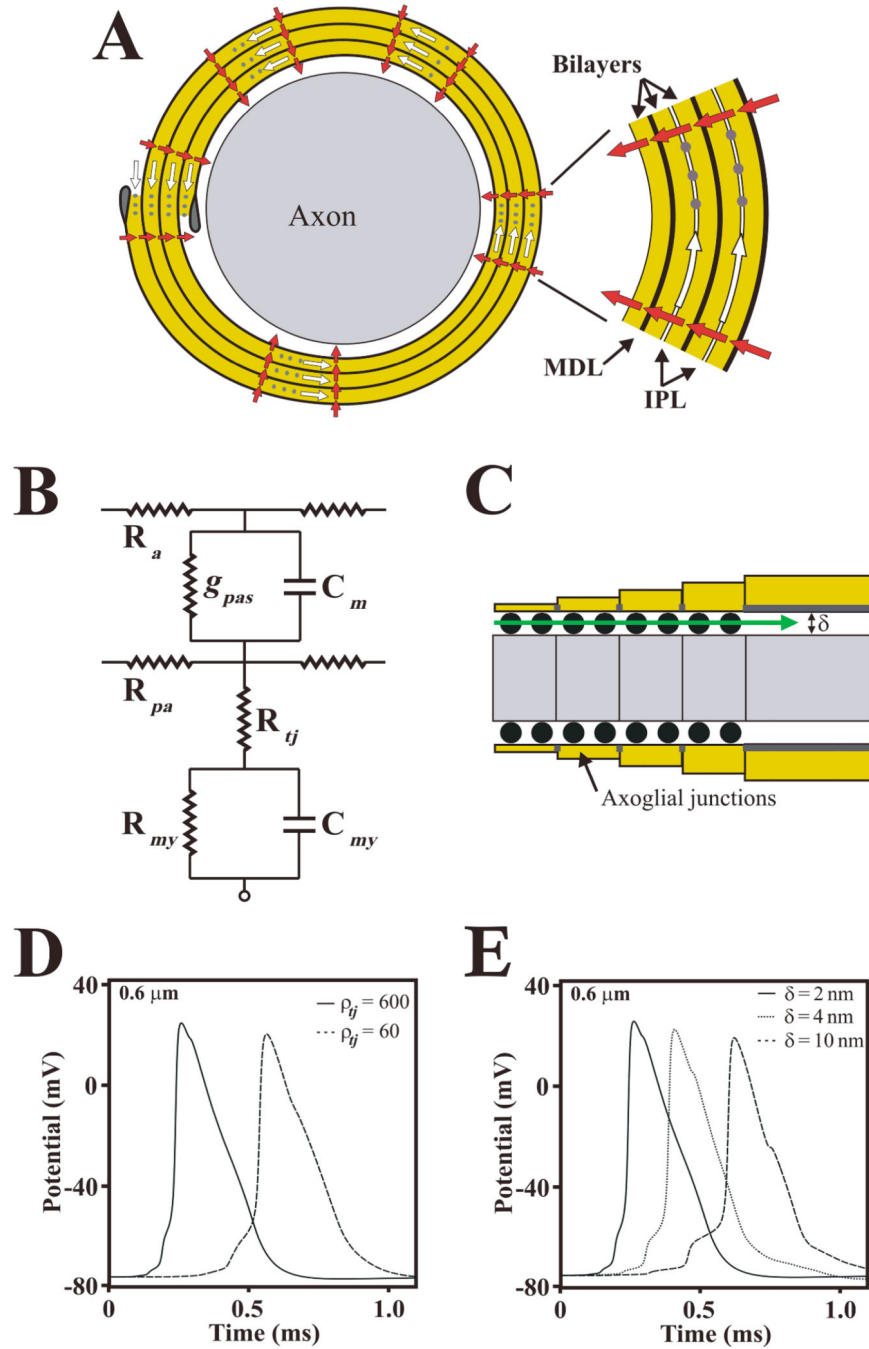 A
Bilayers
Axon
MDL
IPL
B
R a
g pas
C m
R pa
R tj
R my
C my
C
δ
Axoglial junctions
D
0.6 μm
ρtj = 600
ρtj = 60
Potential (mV)
40
0
-40
-80
0
0.5
1.0
Time (ms)
E
0.6 μm
δ = 2 nm
δ = 4 nm
δ = 10 nm
Potential (mV)
40
0
-40
-80
0
0.5
1.0
Time (ms)